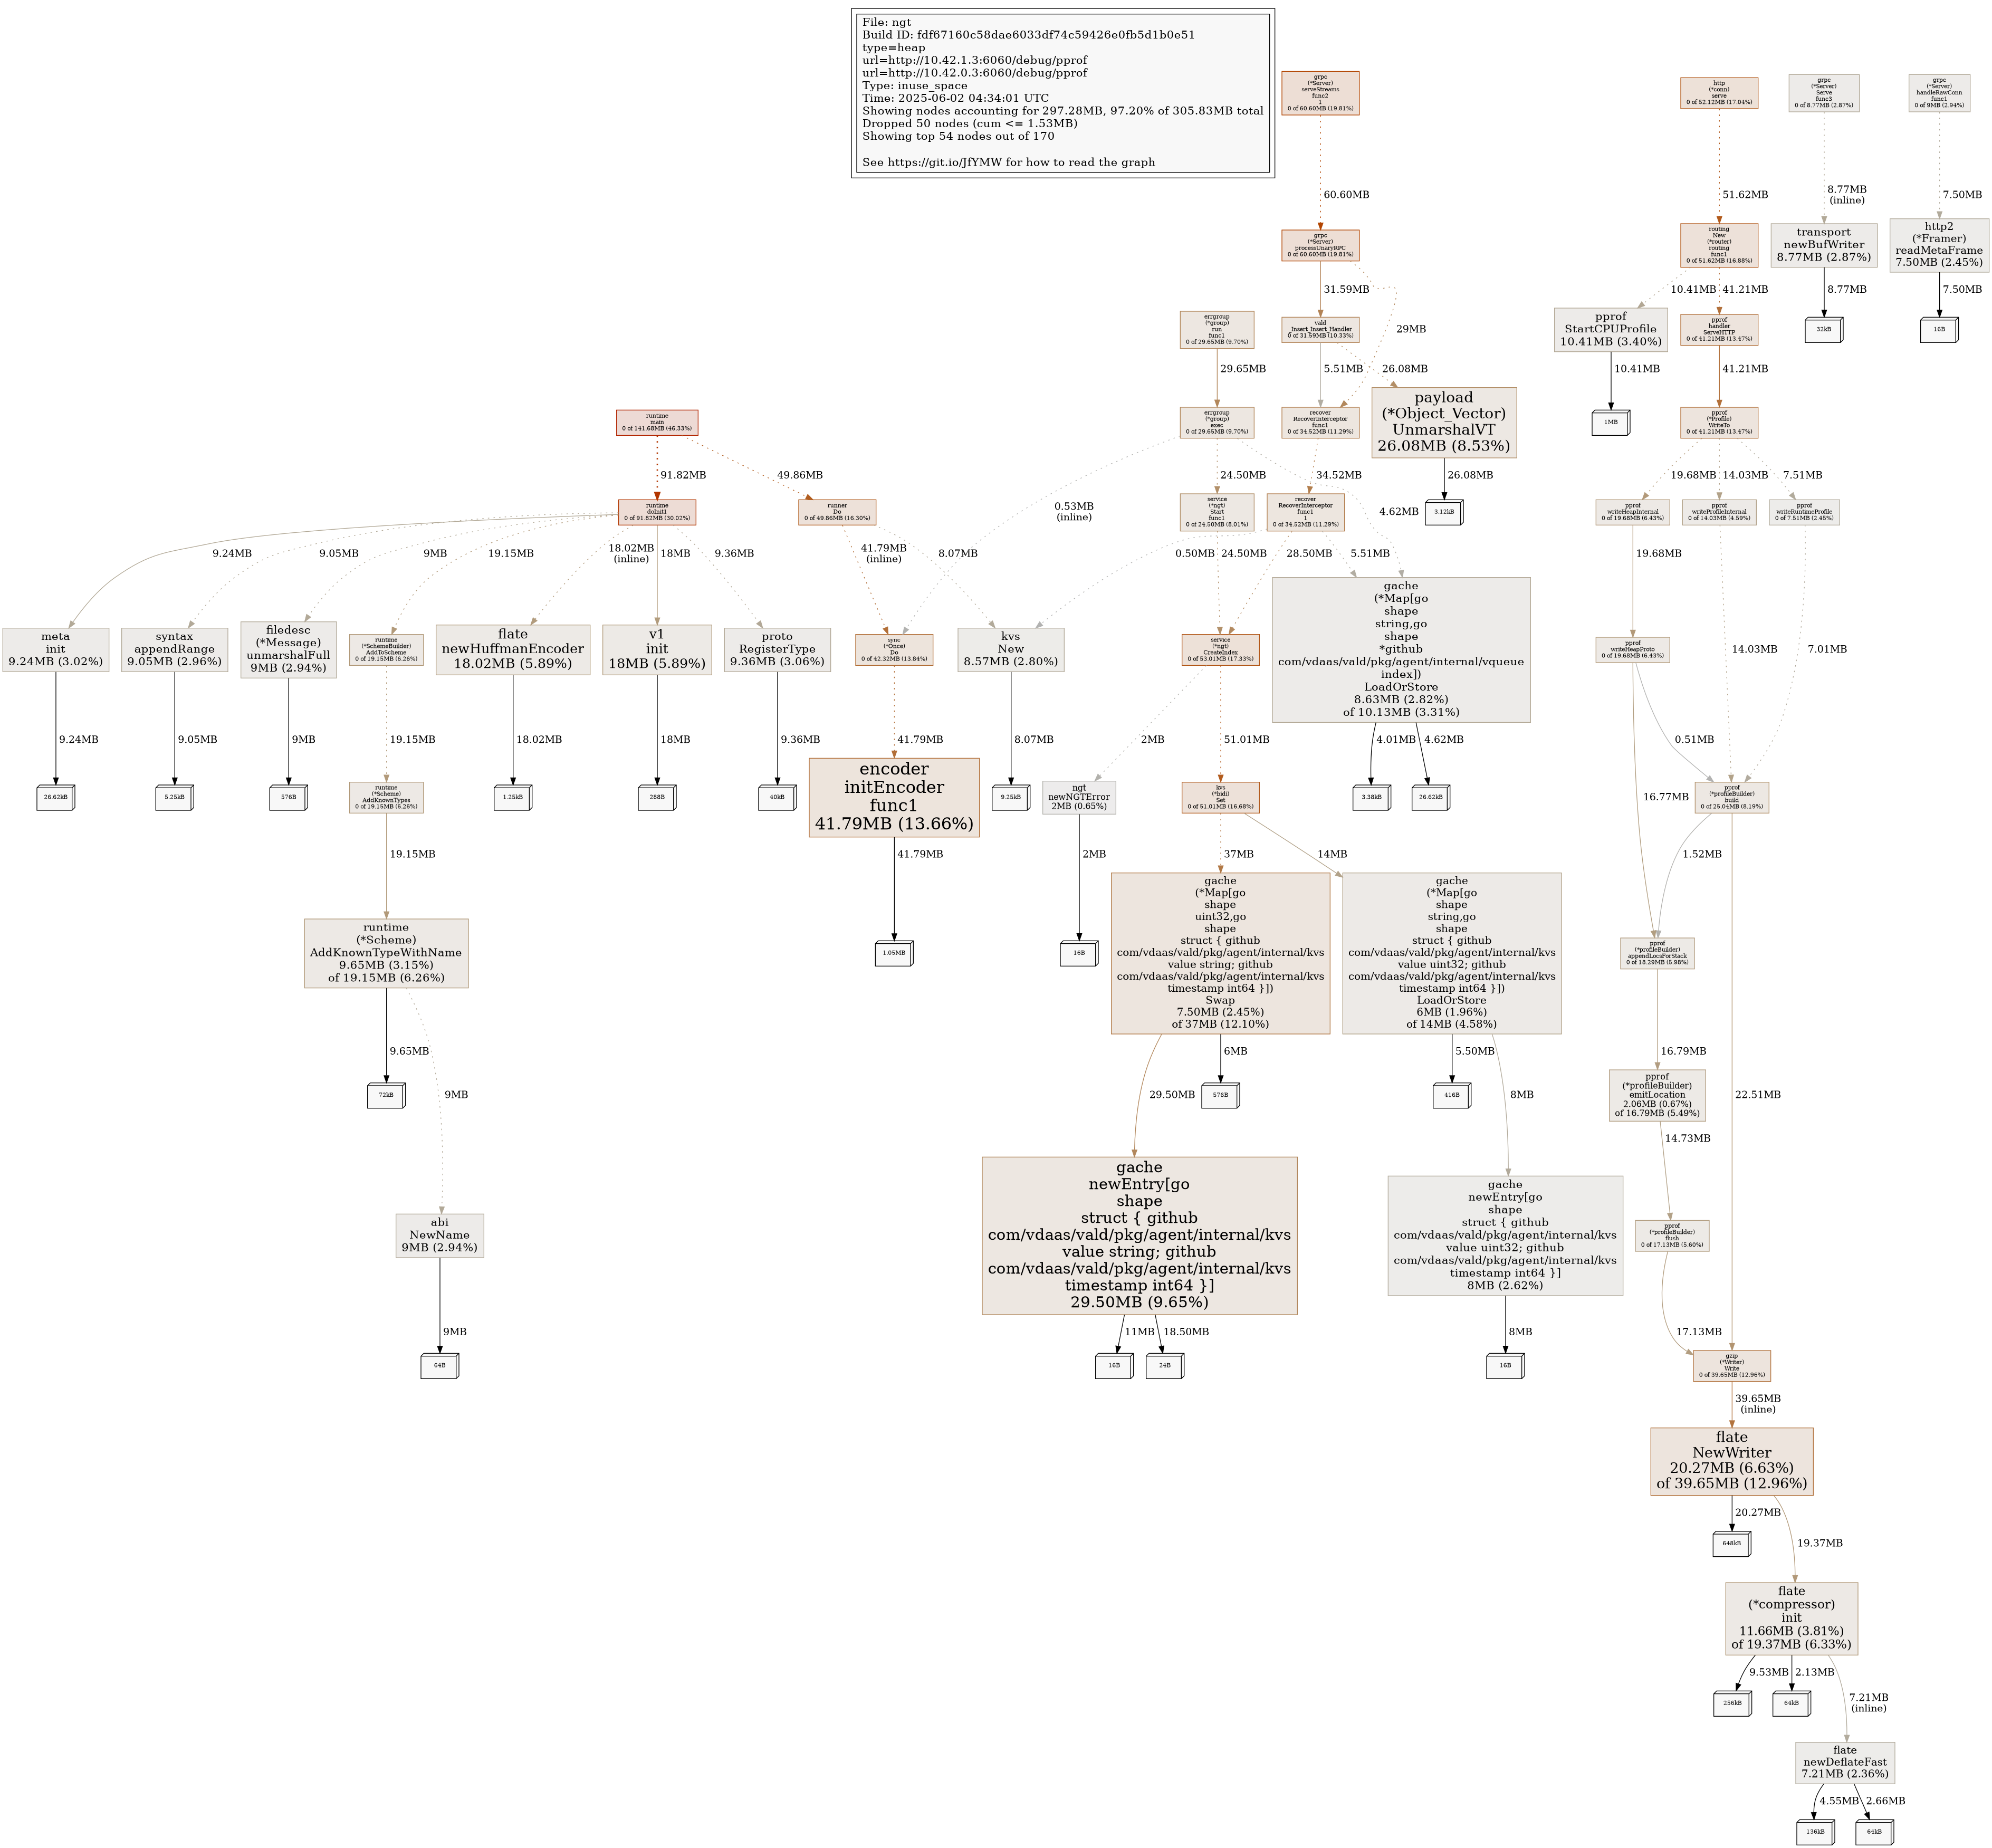 File: ngt
Build ID: fdf67160c58dae6033df74c59426e0fb5d1b0e51
type=heap
url=http://10.42.1.3:6060/debug/pprof
url=http://10.42.0.3:6060/debug/pprof
Type: inuse_space
Time: 2025-06-02 04:34:01 UTC
Showing nodes accounting for 297.28MB, 97.20% of 305.83MB total
Dropped 50 nodes (cum <= 1.53MB)
Showing top 54 nodes out of 170
See https://git.io/JfYMW for how to read the graph
grpc
(*Server)
serveStreams
func2
1
0 of 60.60MB (19.81%)
http
(*conn)
serve
0 of 52.12MB (17.04%)
grpc
(*Server)
Serve
func3
0 of 8.77MB (2.87%)
grpc
(*Server)
handleRawConn
func1
0 of 9MB (2.94%)
60.60MB
51.62MB
8.77MB
(inline)
7.50MB
grpc
(*Server)
processUnaryRPC
0 of 60.60MB (19.81%)
routing
New
(*router)
routing
func1
0 of 51.62MB (16.88%)
transport
newBufWriter
8.77MB (2.87%)
http2
(*Framer)
readMetaFrame
7.50MB (2.45%)
31.59MB
29MB
10.41MB
41.21MB
8.77MB
7.50MB
errgroup
(*group)
run
func1
0 of 29.65MB (9.70%)
vald
Insert_Insert_Handler
0 of 31.59MB (10.33%)
pprof
StartCPUProfile
10.41MB (3.40%)
pprof
handler
ServeHTTP
0 of 41.21MB (13.47%)
32kB
16B
29.65MB
5.51MB
26.08MB
10.41MB
41.21MB
runtime
main
0 of 141.68MB (46.33%)
errgroup
(*group)
exec
0 of 29.65MB (9.70%)
recover
RecoverInterceptor
func1
0 of 34.52MB (11.29%)
payload
(*Object_Vector)
UnmarshalVT
26.08MB (8.53%)
1MB
pprof
(*Profile)
WriteTo
0 of 41.21MB (13.47%)
91.82MB
49.86MB
0.53MB
(inline)
24.50MB
4.62MB
34.52MB
26.08MB
19.68MB
14.03MB
7.51MB
runtime
doInit1
0 of 91.82MB (30.02%)
runner
Do
0 of 49.86MB (16.30%)
service
(*ngt)
Start
func1
0 of 24.50MB (8.01%)
recover
RecoverInterceptor
func1
1
0 of 34.52MB (11.29%)
3.12kB
pprof
writeHeapInternal
0 of 19.68MB (6.43%)
pprof
writeProfileInternal
0 of 14.03MB (4.59%)
pprof
writeRuntimeProfile
0 of 7.51MB (2.45%)
9.24MB
9.05MB
9MB
19.15MB
18.02MB
(inline)
18MB
9.36MB
41.79MB
(inline)
8.07MB
0.50MB
24.50MB
28.50MB
5.51MB
19.68MB
14.03MB
7.01MB
meta
init
9.24MB (3.02%)
syntax
appendRange
9.05MB (2.96%)
filedesc
(*Message)
unmarshalFull
9MB (2.94%)
runtime
(*SchemeBuilder)
AddToScheme
0 of 19.15MB (6.26%)
flate
newHuffmanEncoder
18.02MB (5.89%)
v1
init
18MB (5.89%)
proto
RegisterType
9.36MB (3.06%)
sync
(*Once)
Do
0 of 42.32MB (13.84%)
kvs
New
8.57MB (2.80%)
service
(*ngt)
CreateIndex
0 of 53.01MB (17.33%)
gache
(*Map[go
shape
string,go
shape
*github
com/vdaas/vald/pkg/agent/internal/vqueue
index])
LoadOrStore
8.63MB (2.82%)
of 10.13MB (3.31%)
pprof
writeHeapProto
0 of 19.68MB (6.43%)
9.24MB
9.05MB
9MB
19.15MB
18.02MB
18MB
9.36MB
41.79MB
8.07MB
2MB
51.01MB
4.01MB
4.62MB
16.77MB
0.51MB
26.62kB
5.25kB
576B
runtime
(*Scheme)
AddKnownTypes
0 of 19.15MB (6.26%)
1.25kB
288B
40kB
encoder
initEncoder
func1
41.79MB (13.66%)
9.25kB
ngt
newNGTError
2MB (0.65%)
kvs
(*bidi)
Set
0 of 51.01MB (16.68%)
3.38kB
26.62kB
pprof
(*profileBuilder)
build
0 of 25.04MB (8.19%)
19.15MB
41.79MB
2MB
37MB
14MB
1.52MB
22.51MB
runtime
(*Scheme)
AddKnownTypeWithName
9.65MB (3.15%)
of 19.15MB (6.26%)
1.05MB
16B
gache
(*Map[go
shape
uint32,go
shape
struct { github
com/vdaas/vald/pkg/agent/internal/kvs
value string; github
com/vdaas/vald/pkg/agent/internal/kvs
timestamp int64 }])
Swap
7.50MB (2.45%)
of 37MB (12.10%)
gache
(*Map[go
shape
string,go
shape
struct { github
com/vdaas/vald/pkg/agent/internal/kvs
value uint32; github
com/vdaas/vald/pkg/agent/internal/kvs
timestamp int64 }])
LoadOrStore
6MB (1.96%)
of 14MB (4.58%)
pprof
(*profileBuilder)
appendLocsForStack
0 of 18.29MB (5.98%)
9.65MB
9MB
29.50MB
6MB
5.50MB
8MB
16.79MB
72kB
576B
416B
pprof
(*profileBuilder)
emitLocation
2.06MB (0.67%)
of 16.79MB (5.49%)
14.73MB
abi
NewName
9MB (2.94%)
gache
newEntry[go
shape
struct { github
com/vdaas/vald/pkg/agent/internal/kvs
value string; github
com/vdaas/vald/pkg/agent/internal/kvs
timestamp int64 }]
29.50MB (9.65%)
gache
newEntry[go
shape
struct { github
com/vdaas/vald/pkg/agent/internal/kvs
value uint32; github
com/vdaas/vald/pkg/agent/internal/kvs
timestamp int64 }]
8MB (2.62%)
pprof
(*profileBuilder)
flush
0 of 17.13MB (5.60%)
9MB
11MB
18.50MB
8MB
17.13MB
64B
16B
24B
16B
gzip
(*Writer)
Write
0 of 39.65MB (12.96%)
39.65MB
(inline)
flate
NewWriter
20.27MB (6.63%)
of 39.65MB (12.96%)
20.27MB
19.37MB
648kB
flate
(*compressor)
init
11.66MB (3.81%)
of 19.37MB (6.33%)
9.53MB
2.13MB
7.21MB
(inline)
256kB
64kB
flate
newDeflateFast
7.21MB (2.36%)
4.55MB
2.66MB
136kB
64kB